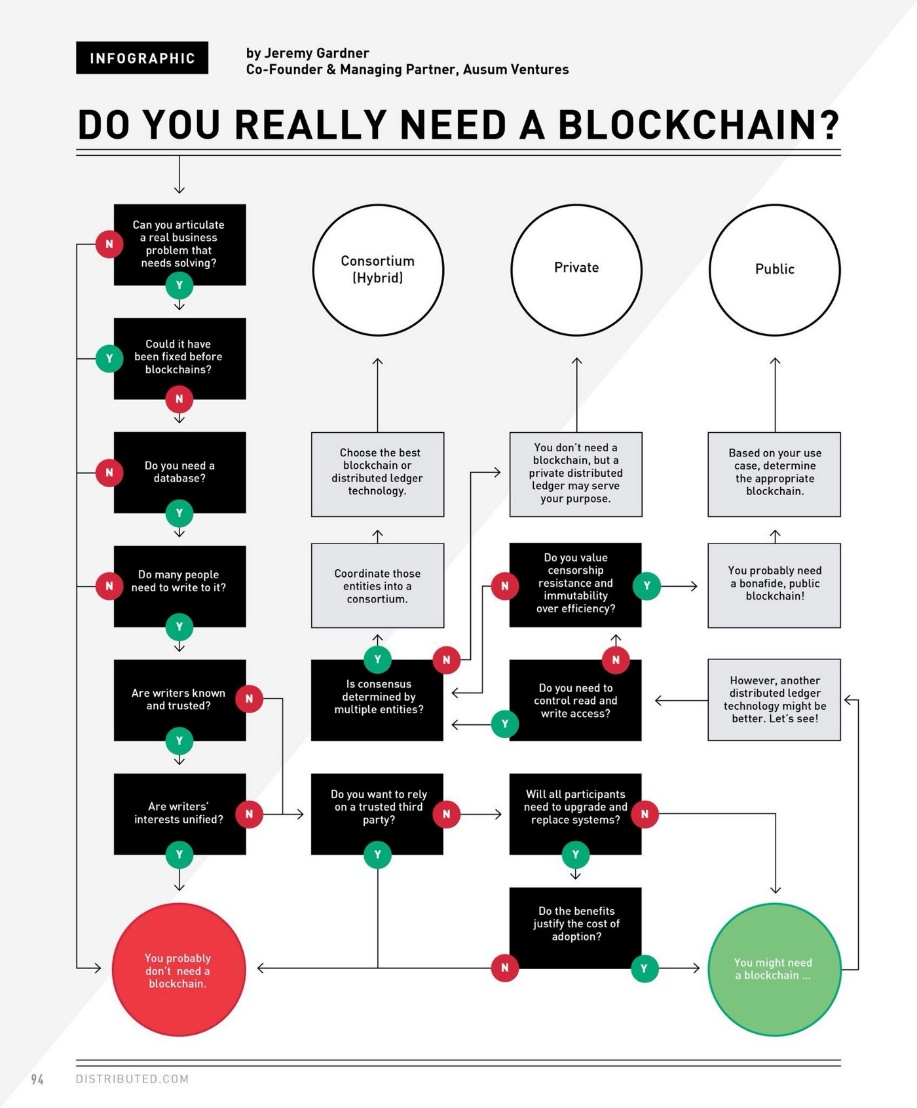 INFOGRAPHIC
by Jeremy Gardner
Co-Founder & Managing Partner, Ausum Ventures
DO YOU REALLY NEED A BLOCKCHAIN?
Can you articulate
a real business
problem that
needs solving?
N
Y
Could it have
been fixed before
blockchains?
Y
N
Do you need a
database?
N
Y
Do many people
need to write to it?
N
Y
Are writers known
and trusted?
N
Y
Are writers'
interests unified?
N
Y
You probably
don't need a
blockchain.
Consortium
(Hybrid)
Choose the best
blockchain or
distributed ledger
technology.
Coordinate those
entities into a
consortium.
Y
N
Is consensus
determined by
multiple entities?
Do you want to rely
on a trusted third
party?
N
Y
Private
You don't need a
blockchain, but a
private distributed
ledger may serve
your purpose.
Do you value
censorship
resistance and
immutability
over efficiency?
N
Y
N
Do you need to
control read and
write access?
Y
Will all participants
need to upgrade and
replace systems?
N
Y
Do the benefits
justify the cost of
adoption?
N
Y
Public
Based on your use
case, determine
the appropriate
blockchain.
You probably need
a bonafide, public
blockchain!
However, another
distributed ledger
technology might be
better. Let's see!
You might need
a blockchain ...
94
DISTRIBUTED.COM